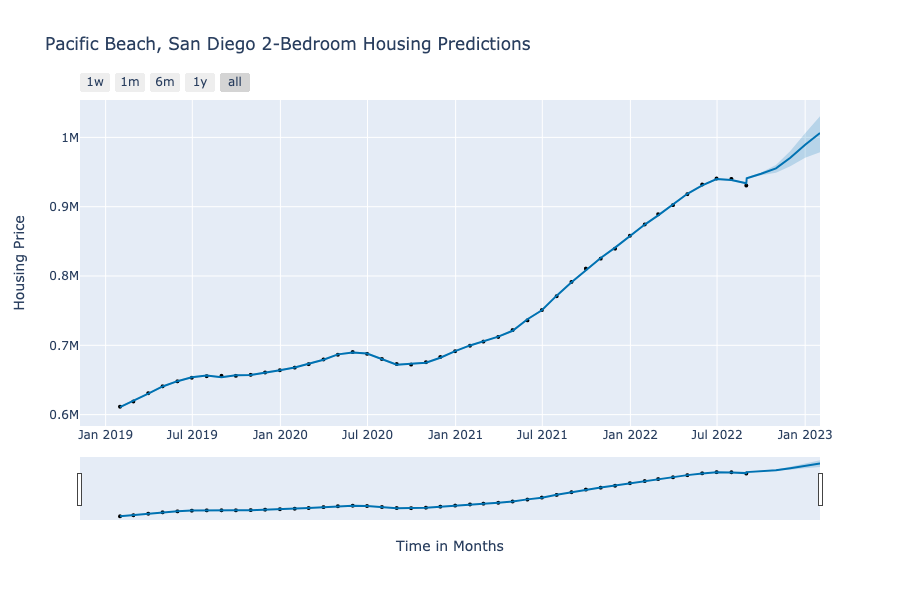 Pacific Beach, San Diego 2-Bedroom Housing Predictions
1w 1m 6m 1y all
1M
0.9M
0.8M
0.7M
0.6M
Housing Price
Jan 2019 Jul 2019 Jan 2020 Jul 2020 Jan 2021 Jul 2021 Jan 2022 Jul 2022 Jan 2023
Time in Months